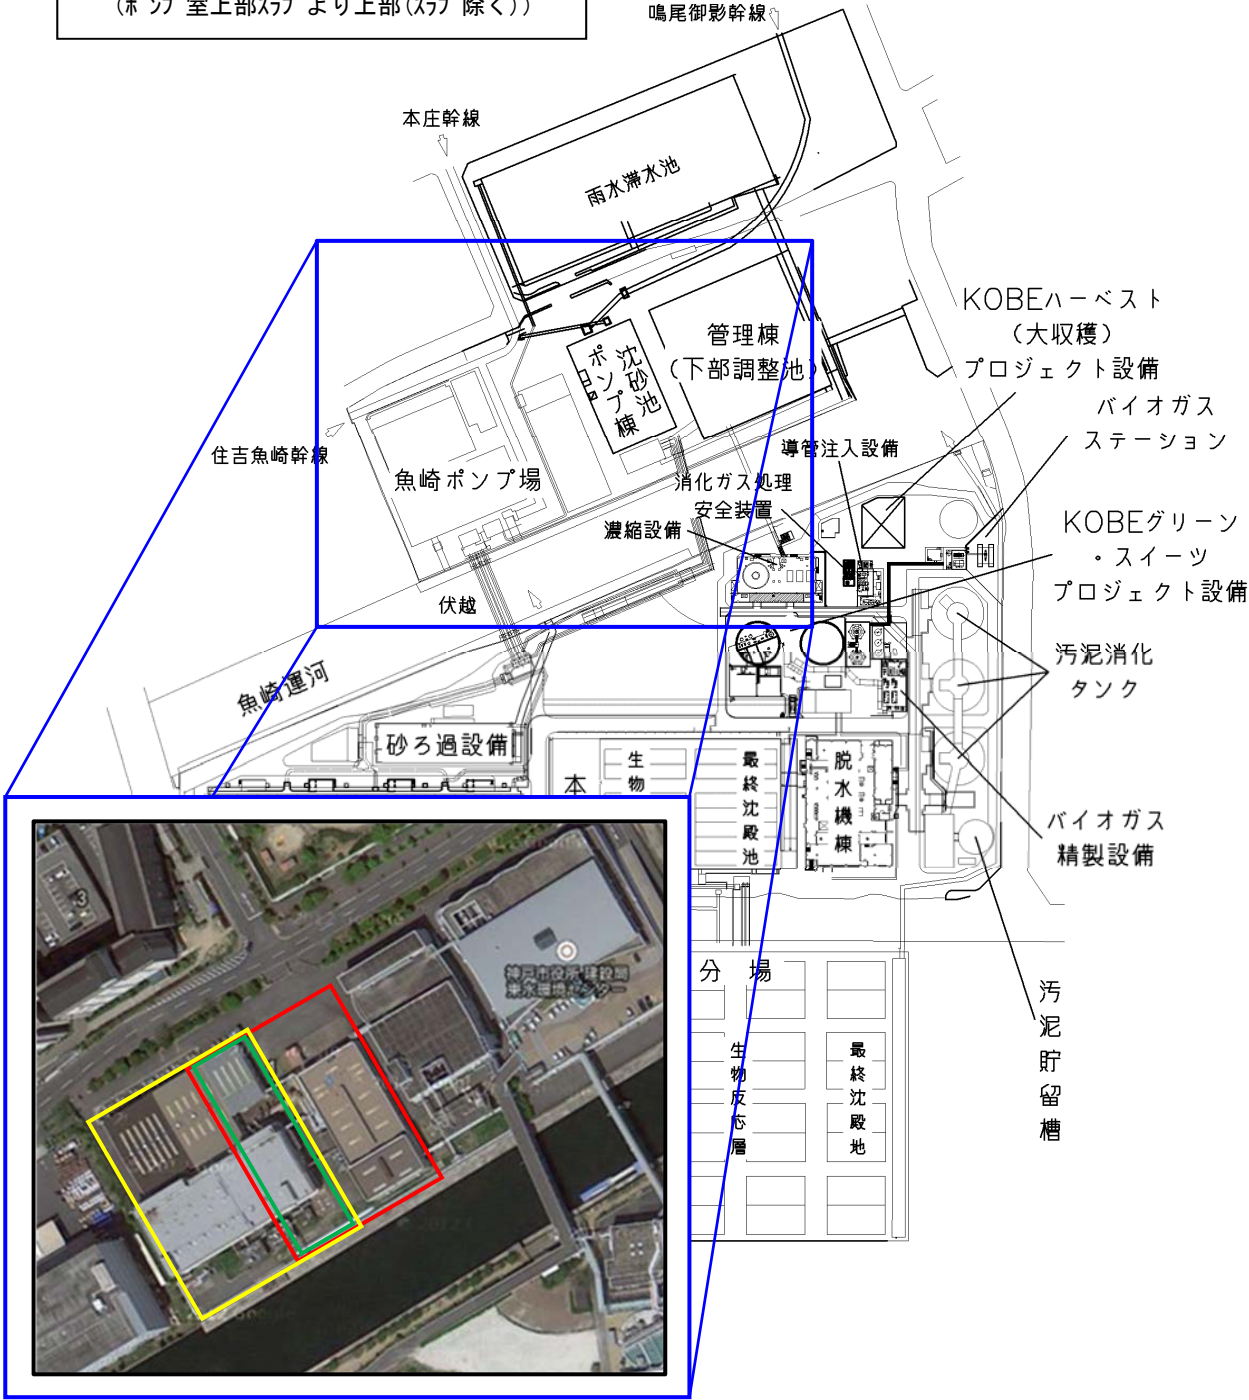 (ポンプ室上部スラブより上部(スラブ除く))
鳴尾御影幹線
本庄幹線
雨水滞水池
KOBEハーベスト
(大収穫)
プロジェクト設備
管理棟
(下部調整池)
沈砂池
ポンプ棟
バイオガス
ステーション
住吉魚崎幹線
魚崎ポンプ場
導管注入設備
消化ガス処理
安全装置
濃縮設備
KOBEグリーン
・スイーツ
プロジェクト設備
伏越
汚泥消化
タンク
魚崎運河
砂ろ過設備
本
生物
最終沈殿池
脱水機棟
バイオガス
精製設備
神戸市役所 建設局
東水環境センター
分場
汚泥貯留槽
生物反応層
最終沈殿地